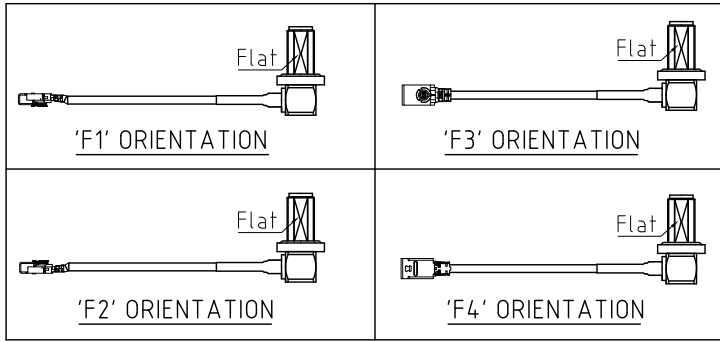 Flat
'F1' ORIENTATION
Flat
'F3' ORIENTATION
Flat
'F2' ORIENTATION
Flat
'F4' ORIENTATION